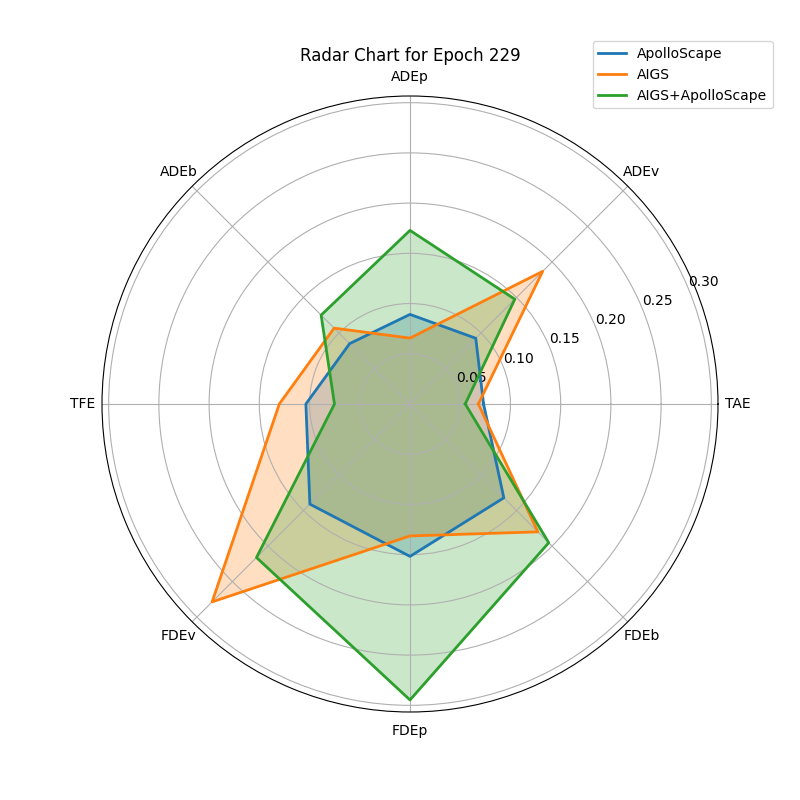 Radar Chart for Epoch 229
ApolloScape
AIGS
AIGS+ApolloScape
ADEp
ADEb
ADEv
0.30
0.25
0.20
0.15
0.10
0.05
TFE
TAE
FDEv
FDEb
FDEp